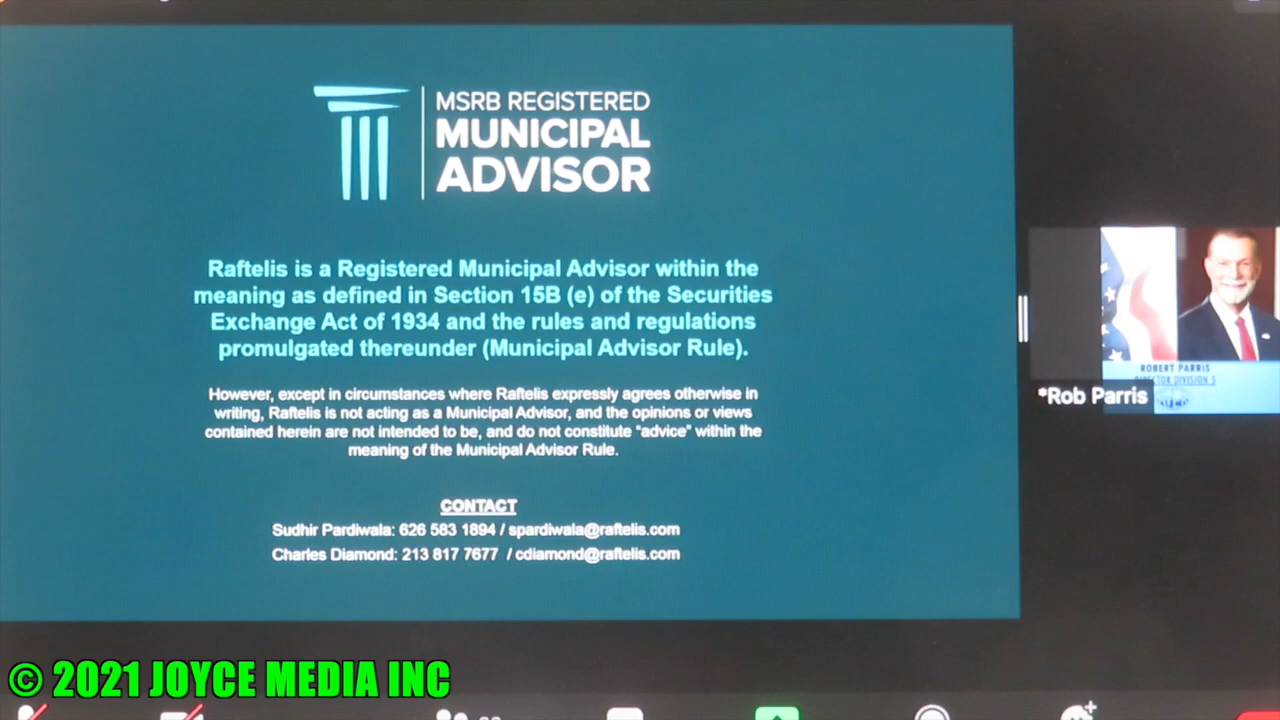 MSRB REGISTERED
MUNICIPAL
ADVISOR
Raftelis is a Registered Municipal Advisor within the
meaning as defined in Section 15B (e) of the Securities
Exchange Act of 1934 and the rules and regulations
promulgated thereunder (Municipal Advisor Rule).
However, except in circumstances where Raftelis expressly agrees otherwise in
writing, Raftelis is not acting as a Municipal Advisor, and the opinions or views
contained herein are not intended to be, and do not constitute “advice” within the
meaning of the Municipal Advisor Rule.
CONTACT
Sudhir Pardiwala: 626 583 1894 / spardiwala@raftelis.com
Charles Diamond: 213 817 7677 / cdiamond@raftelis.com
ROBERT PARRIS
DIRECTOR DIVISION 5
*Rob Parris
© 2021 JOYCE MEDIA INC